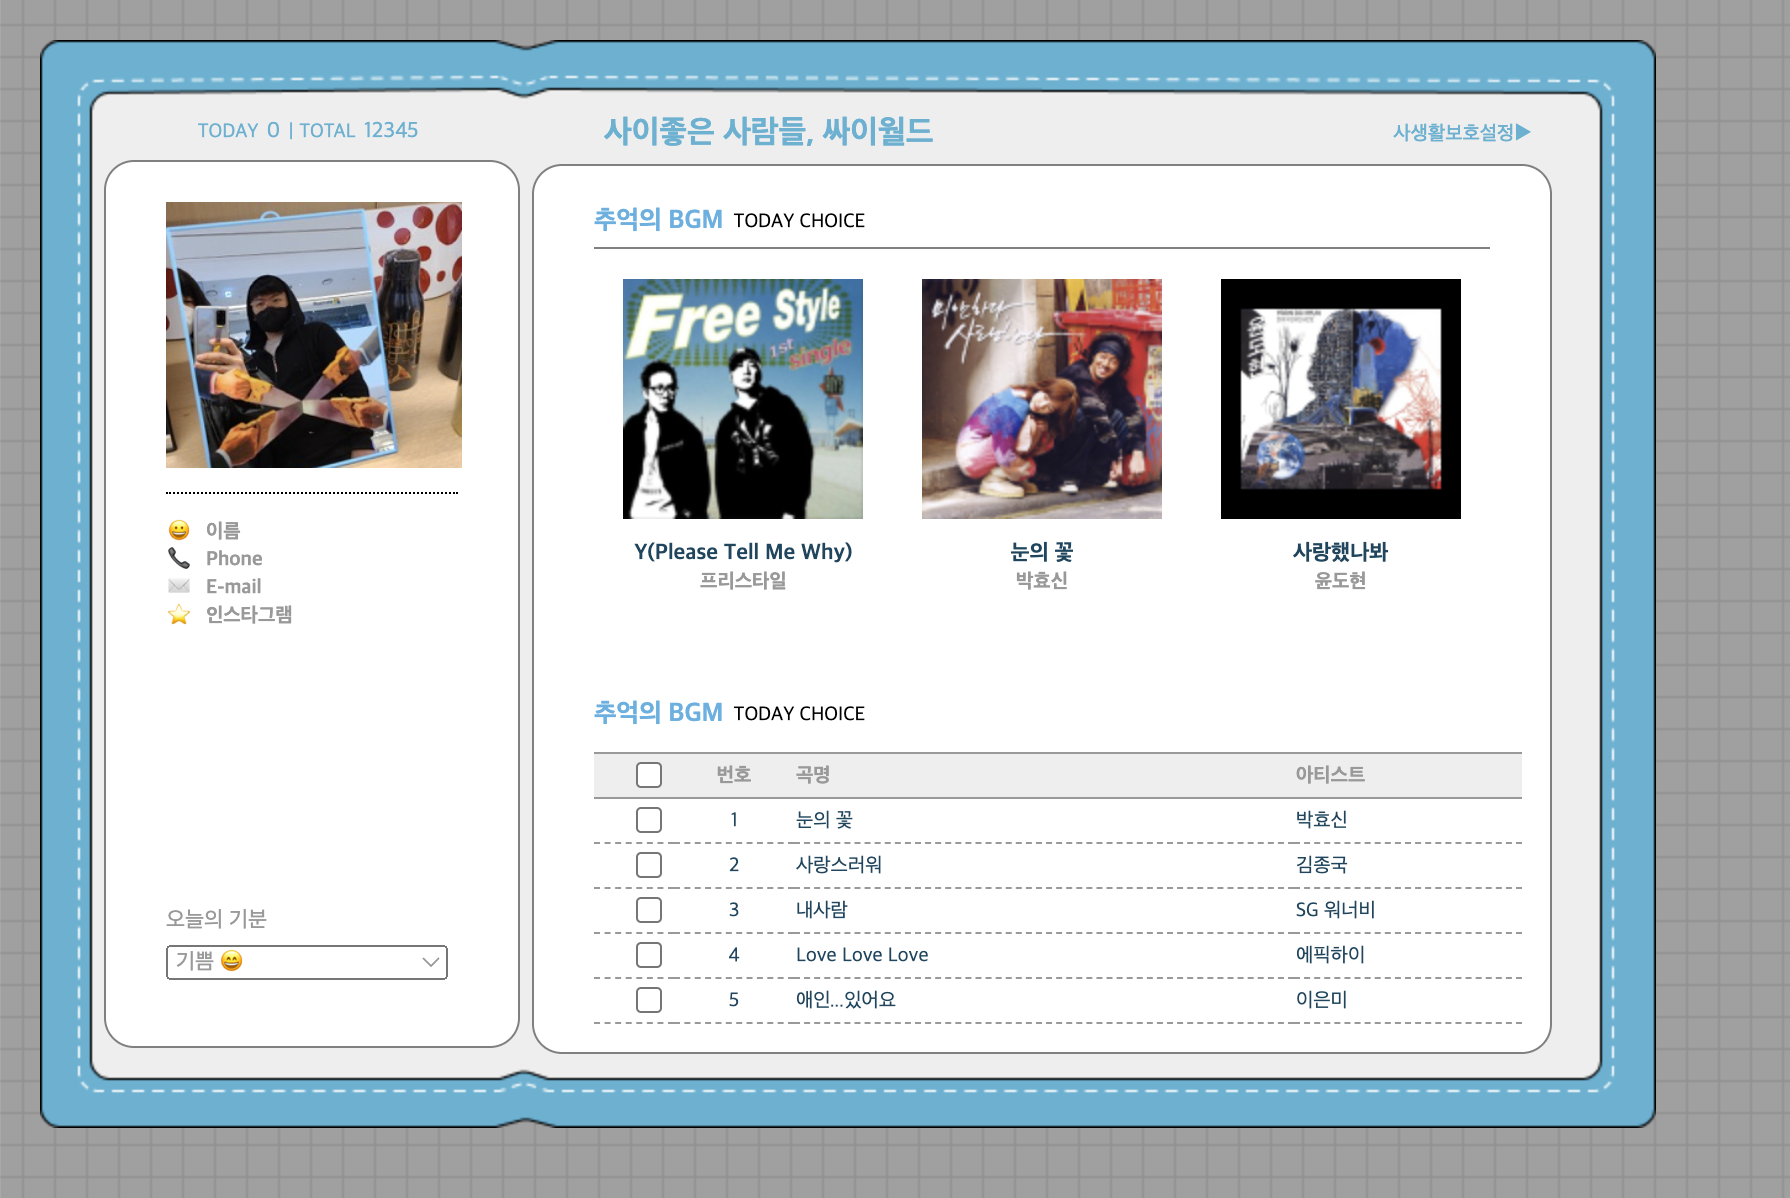 TODAY 0 | TOTAL 12345
사이좋은 사람들, 싸이월드
사생활보호설정▶
😀 이름
📞 Phone
✉️ E-mail
⭐ 인스타그램
오늘의 기분
기쁨 😄
추억의 BGM TODAY CHOICE
Free Style
1st
single
미안하다
사랑한다
Y(Please Tell Me Why)
프리스타일
눈의 꽃
박효신
사랑했나봐
윤도현
추억의 BGM TODAY CHOICE
번호 곡명 아티스트
1 눈의 꽃 박효신
2 사랑스러워 김종국
3 내사람 SG 워너비
4 Love Love Love 에픽하이
5 애인...있어요 이은미